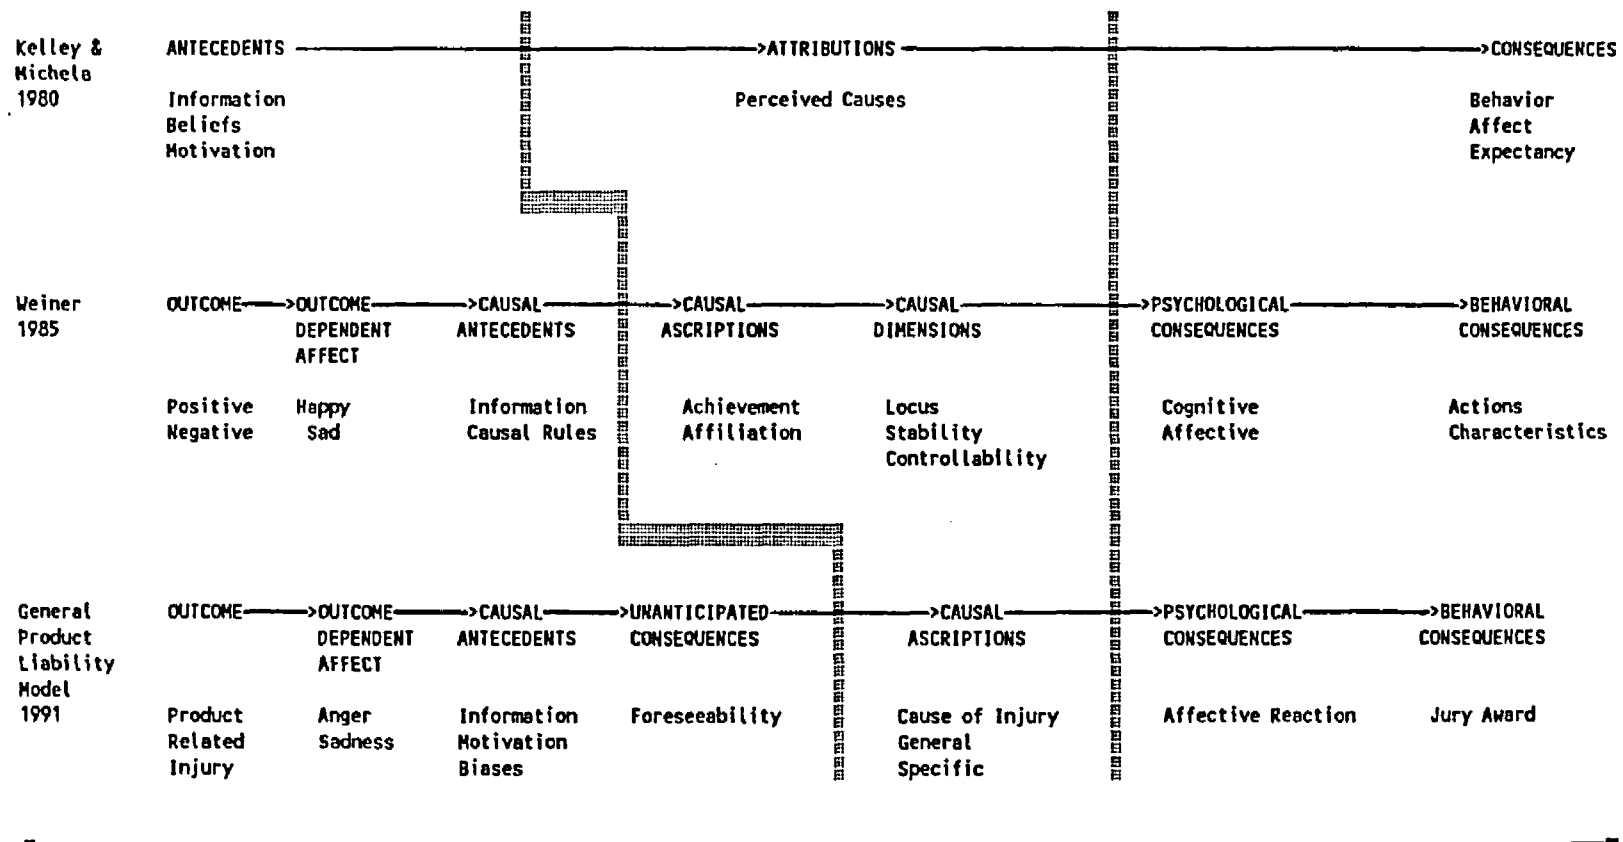 Kelley & ANTECEDENTS >ATTRIBUTIONS >CONSEQUENCES
Michela
1980 Information Perceived Causes Behavior
Beliefs Affect
Motivation Expectancy
Weiner OUTCOME >OUTCOME >CAUSAL >CAUSAL >CAUSAL >PSYCHOLOGICAL >BEHAVIORAL
1985 DEPENDENT ANTECEDENTS ASCRIPTIONS DIMENSIONS CONSEQUENCES CONSEQUENCES
AFFECT
Positive Happy Information Achievement Locus Cognitive Actions
Negative Sad Causal Rules Affiliation Stability Affective Characteristics
Controllability
General OUTCOME >OUTCOME >CAUSAL >UNANTICIPATED >CAUSAL >PSYCHOLOGICAL >BEHAVIORAL
Product DEPENDENT ANTECEDENTS CONSEQUENCES ASCRIPTIONS CONSEQUENCES CONSEQUENCES
Liability AFFECT
Model
1991 Product Anger Information Foreseeability Cause of Injury Affective Reaction Jury Award
Related Sadness Motivation General
Injury Biases Specific